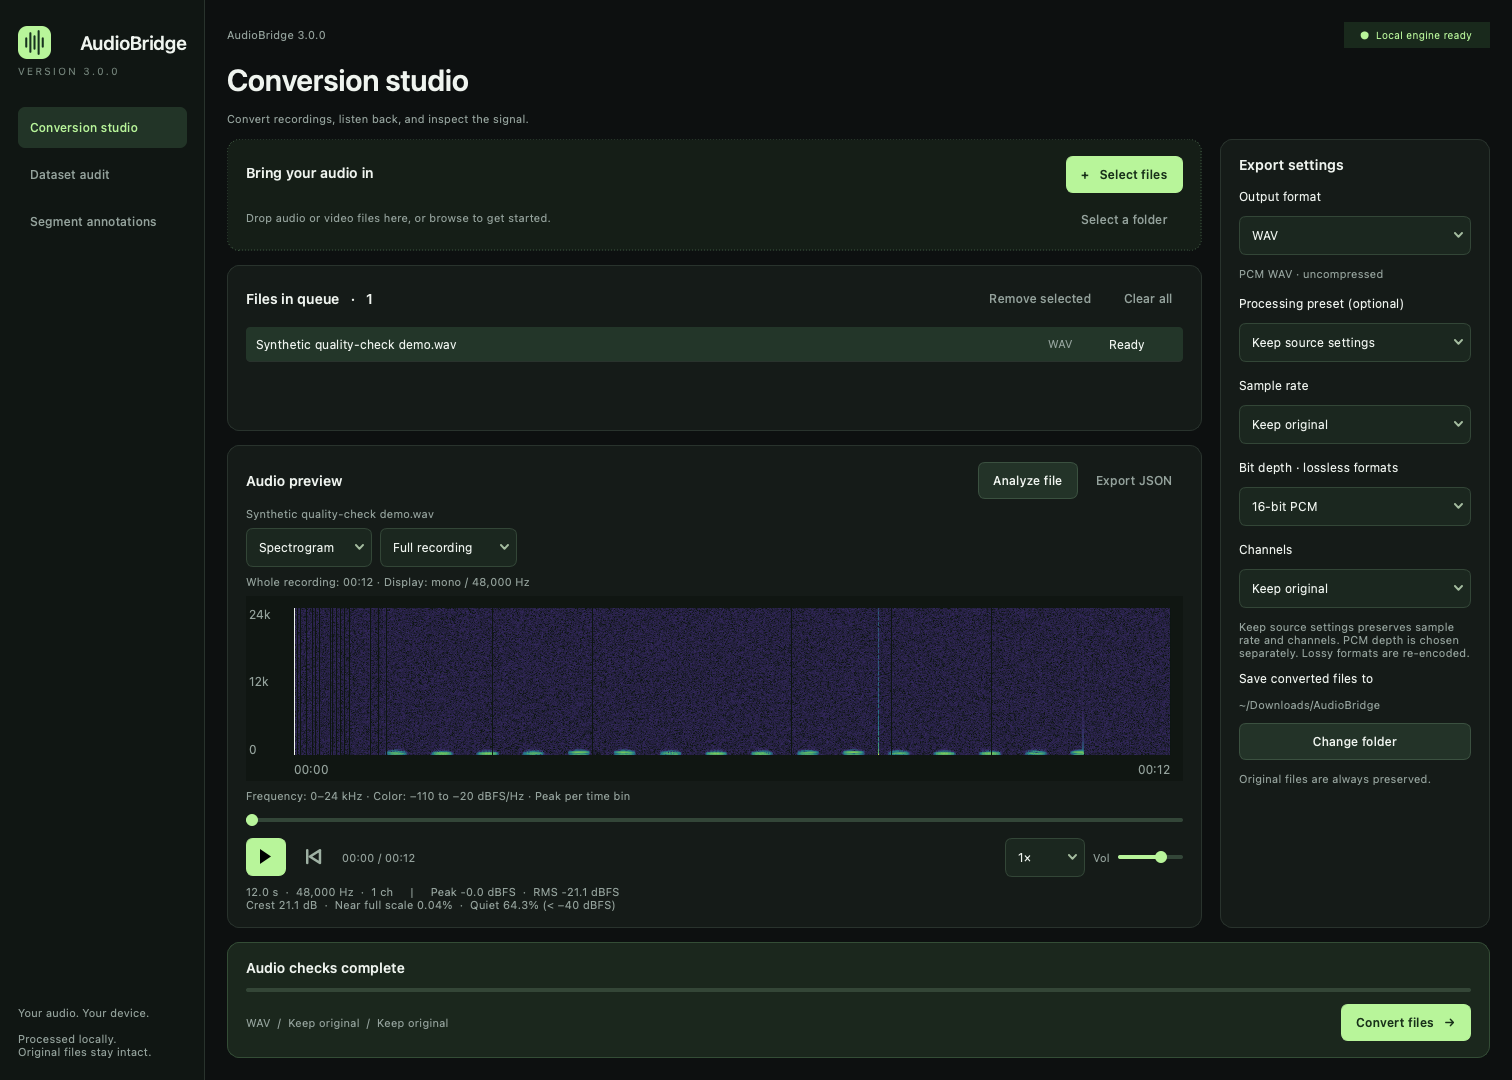 AudioBridge
VERSION 3.0.0
Conversion studio
Dataset audit
Segment annotations
Your audio. Your device.
Processed locally.
Original files stay intact.
AudioBridge 3.0.0
Local engine ready
Conversion studio
Convert recordings, listen back, and inspect the signal.
Bring your audio in
+ Select files
Drop audio or video files here, or browse to get started.
Select a folder
Files in queue · 1
Remove selected
Clear all
Synthetic quality-check demo.wav
WAV
Ready
Audio preview
Analyze file
Export JSON
Synthetic quality-check demo.wav
Spectrogram
Full recording
Whole recording: 00:12 · Display: mono / 48,000 Hz
24k
12k
0
00:00
00:12
Frequency: 0–24 kHz · Color: −110 to −20 dBFS/Hz · Peak per time bin
00:00 / 00:12
1×
Vol
12.0 s · 48,000 Hz · 1 ch | Peak -0.0 dBFS · RMS -21.1 dBFS
Crest 21.1 dB · Near full scale 0.04% · Quiet 64.3% (< −40 dBFS)
Export settings
Output format
WAV
PCM WAV · uncompressed
Processing preset (optional)
Keep source settings
Sample rate
Keep original
Bit depth · lossless formats
16-bit PCM
Channels
Keep original
Keep source settings preserves sample
rate and channels. PCM depth is chosen
separately. Lossy formats are re-encoded.
Save converted files to
~/Downloads/AudioBridge
Change folder
Original files are always preserved.
Audio checks complete
WAV / Keep original / Keep original
Convert files →